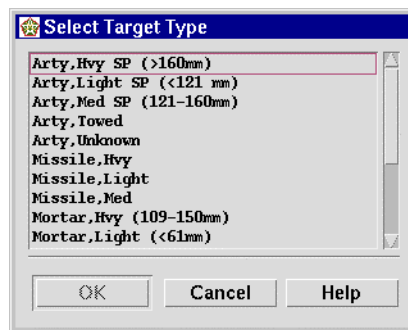 Select Target Type
Arty,Hvy SP (>160mm)
Arty,Light SP (<121 mm)
Arty,Med SP (121-160mm)
Arty,Towed
Arty,Unknown
Missile,Hvy
Missile,Light
Missile,Med
Mortar,Hvy (109-150mm)
Mortar,Light (<61mm)
OK Cancel Help